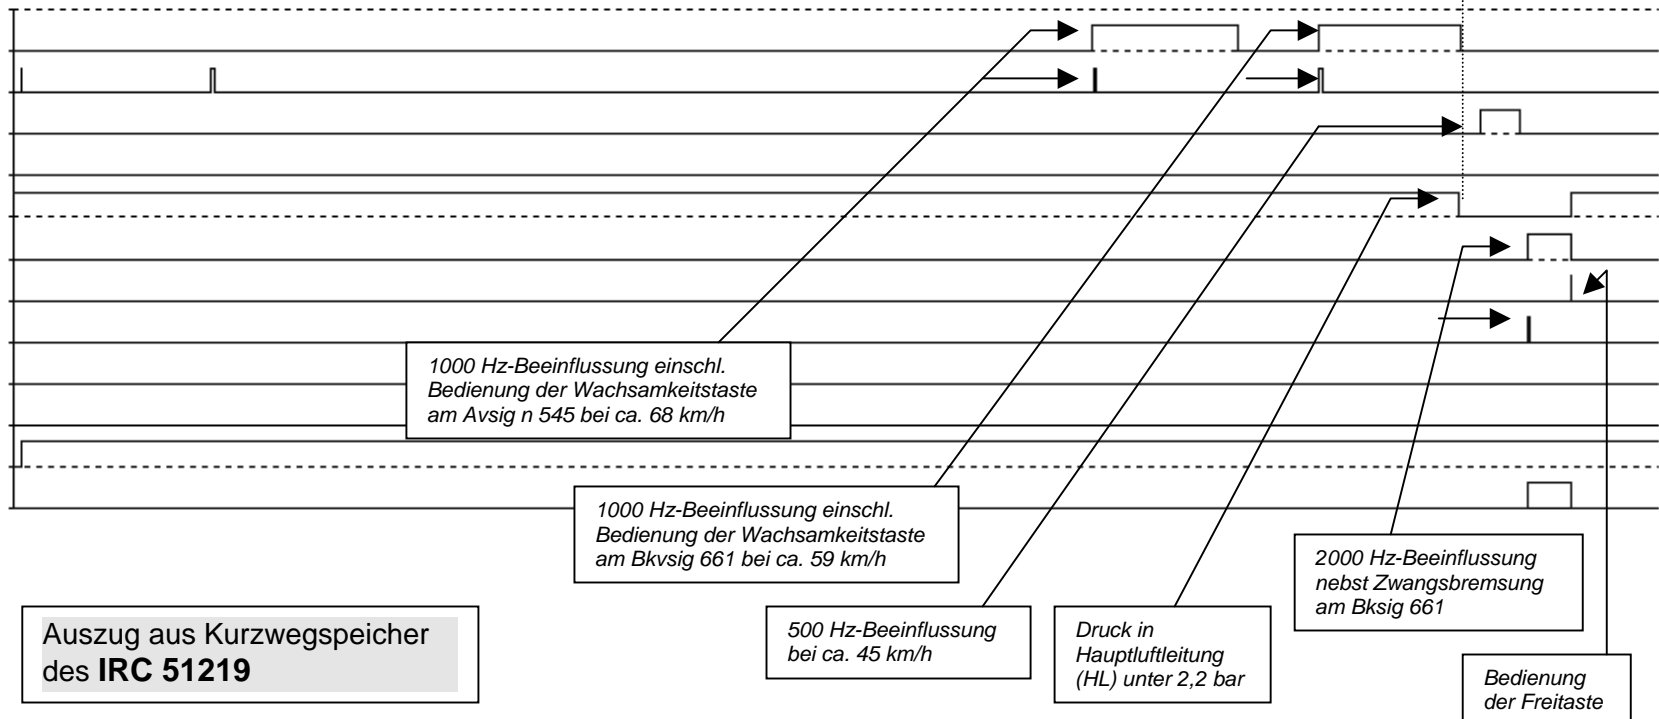 1000 Hz-Beeinflussung einschl.
Bedienung der Wachsamkeitstaste
am Avsig n 545 bei ca. 68 km/h
1000 Hz-Beeinflussung einschl.
Bedienung der Wachsamkeitstaste
am Bkvsig 661 bei ca. 59 km/h
2000 Hz-Beeinflussung
nebst Zwangsbremsung
am Bksig 661
Auszug aus Kurzwegspeicher
des IRC 51219
500 Hz-Beeinflussung
bei ca. 45 km/h
Druck in
Hauptluftleitung
(HL) unter 2,2 bar
Bedienung
der Freitaste